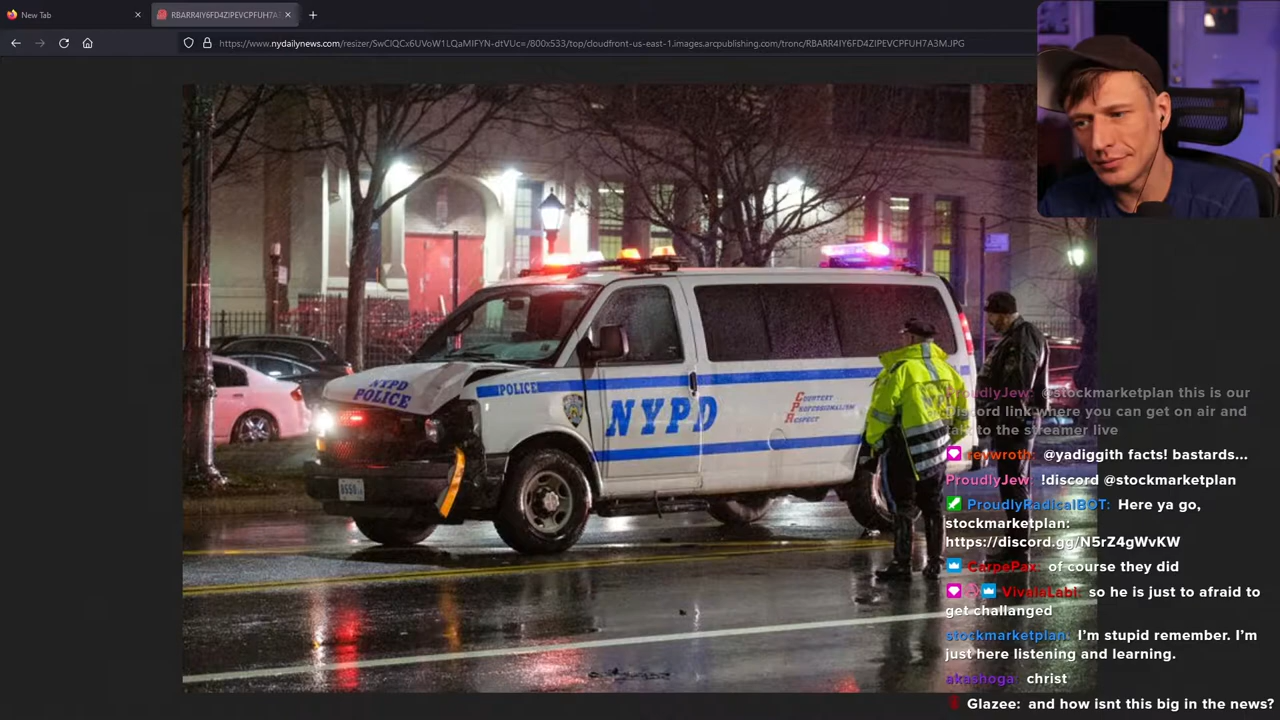 New Tab
RBARR4IY6FD4ZIPEVCPFUH7A
https://www.nydailynews.com/resizer/SwCIQCx6UVoW1LQaMIFYN-dtVUc=/800x533/top/cloudfront-us-east-1.images.arcpublishing.com/tronc/RBARR4IY6FD4ZIPEVCPFUH7A3M.JPG
NYPD
POLICE
POLICE
NYPD
COURTESY
PROFESSIONALISM
RESPECT
ProudlyJew: @stockmarketplan this is our
Discord link where you can get on air and
talk to the streamer live
@yadiggith facts! bastards...
ProudlyJew: !discord @stockmarketplan
ProudlyRadicalBOT: Here ya go,
stockmarketplan:
https://discord.gg/N5rZ4gWvKW
CarpePax: of course they did
VivalaLabi: so he is just to afraid to
get challanged
stockmarketplan: I'm stupid remember. I'm
just here listening and learning.
akashoga: christ
Glazee: and how isnt this big in the news?